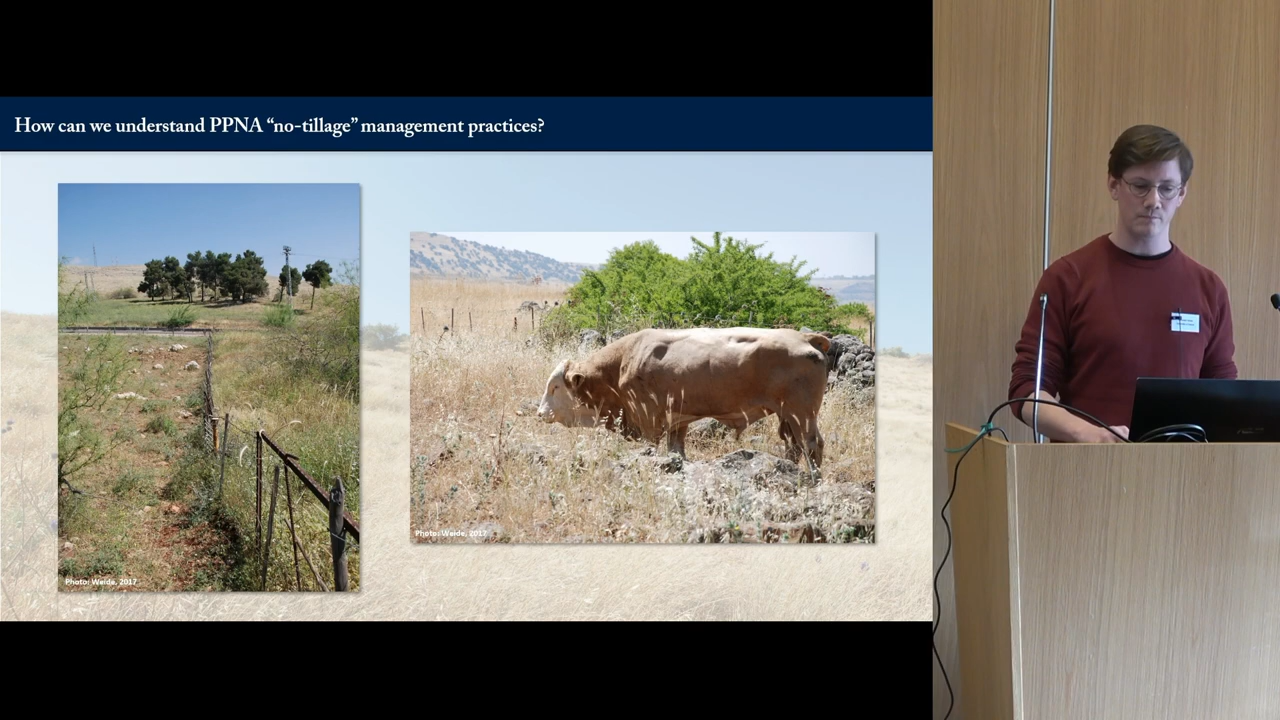 How can we understand PPNA “no-tillage” management practices?
Photo: Weide, 2017
Photo: Weide, 2017